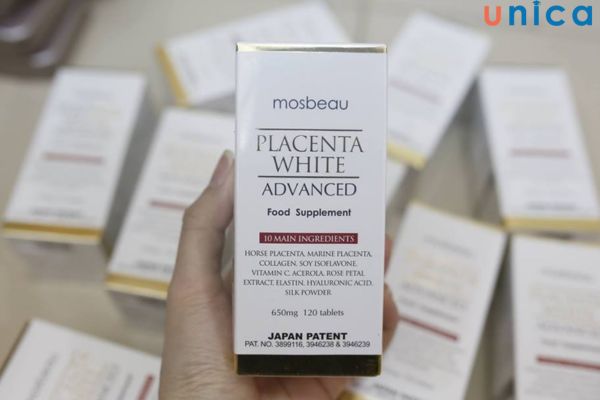 unica
mosbeau
PLACENTA
WHITE
ADVANCED
Food Supplement
10 MAIN INGREDIENTS
HORSE PLACENTA, MARINE PLACENTA,
COLLAGEN, SOY ISOFLAVONE,
VITAMIN C, ACEROLA, ROSE PETAL
EXTRACT, ELASTIN, HYALURONIC ACID,
SILK POWDER
650mg 120 tablets
JAPAN PATENT
PAT. NO. 3899116, 3946238 & 3946239